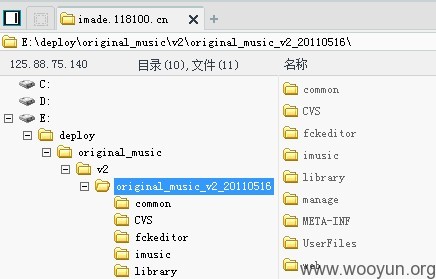 imade.118100.cn
E:\deploy\original_music\v2\original_music_v2_20110516\
125.88.75.140 目录(10),文件(11) 名称
C:
D:
E:
deploy
original_music
v2
original_music_v2_20110516
common
CVS
fckeditor
imusic
library
common
CVS
fckeditor
imusic
library
manage
META-INF
UserFiles
web
www.wooyun.org